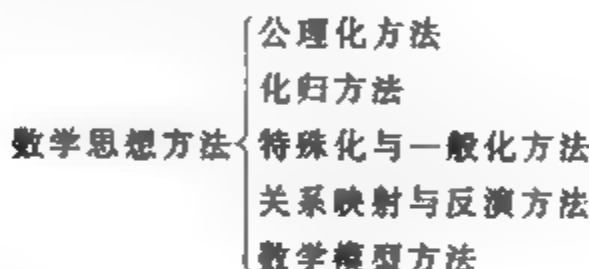 公理化方法
化归方法
数学思想方法 特殊化与一般化方法
关系映射与反演方法
数学模型方法